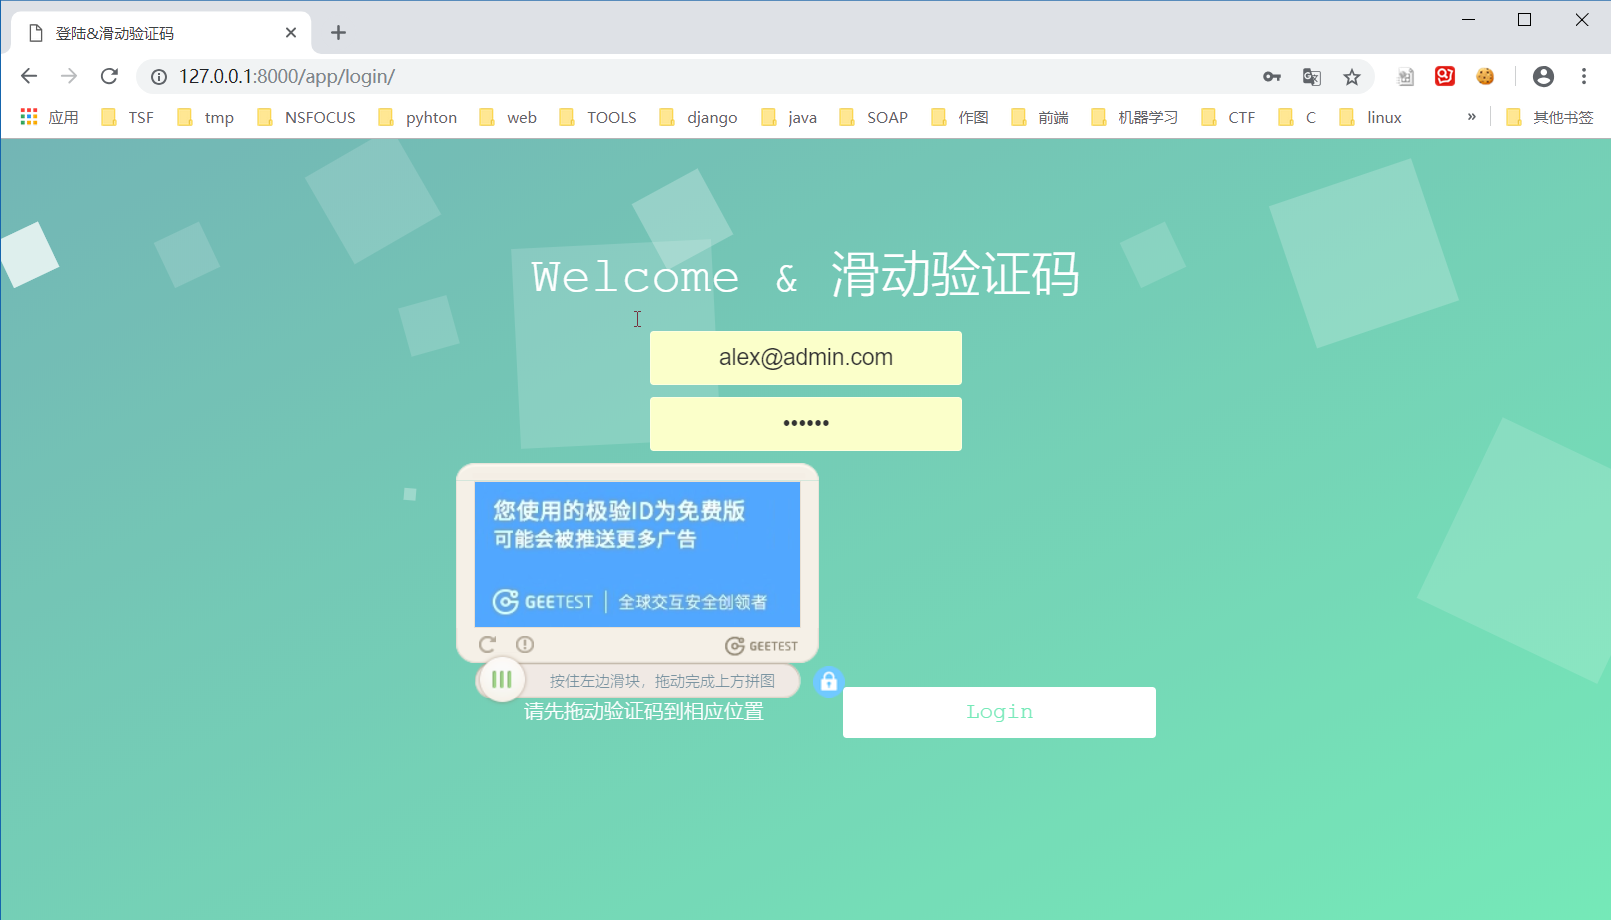 登陆&滑动验证码
127.0.0.1:8000/app/login/
应用 TSF tmp NSFOCUS pyhton web TOOLS django java SOAP 作图 前端 机器学习 CTF C linux » 其他书签
Welcome & 滑动验证码
alex@admin.com
••••••
您使用的极验ID为免费版
可能会被推送更多广告
GEETEST | 全球交互安全创领者
GEETEST
按住左边滑块，拖动完成上方拼图
请先拖动验证码到相应位置
Login